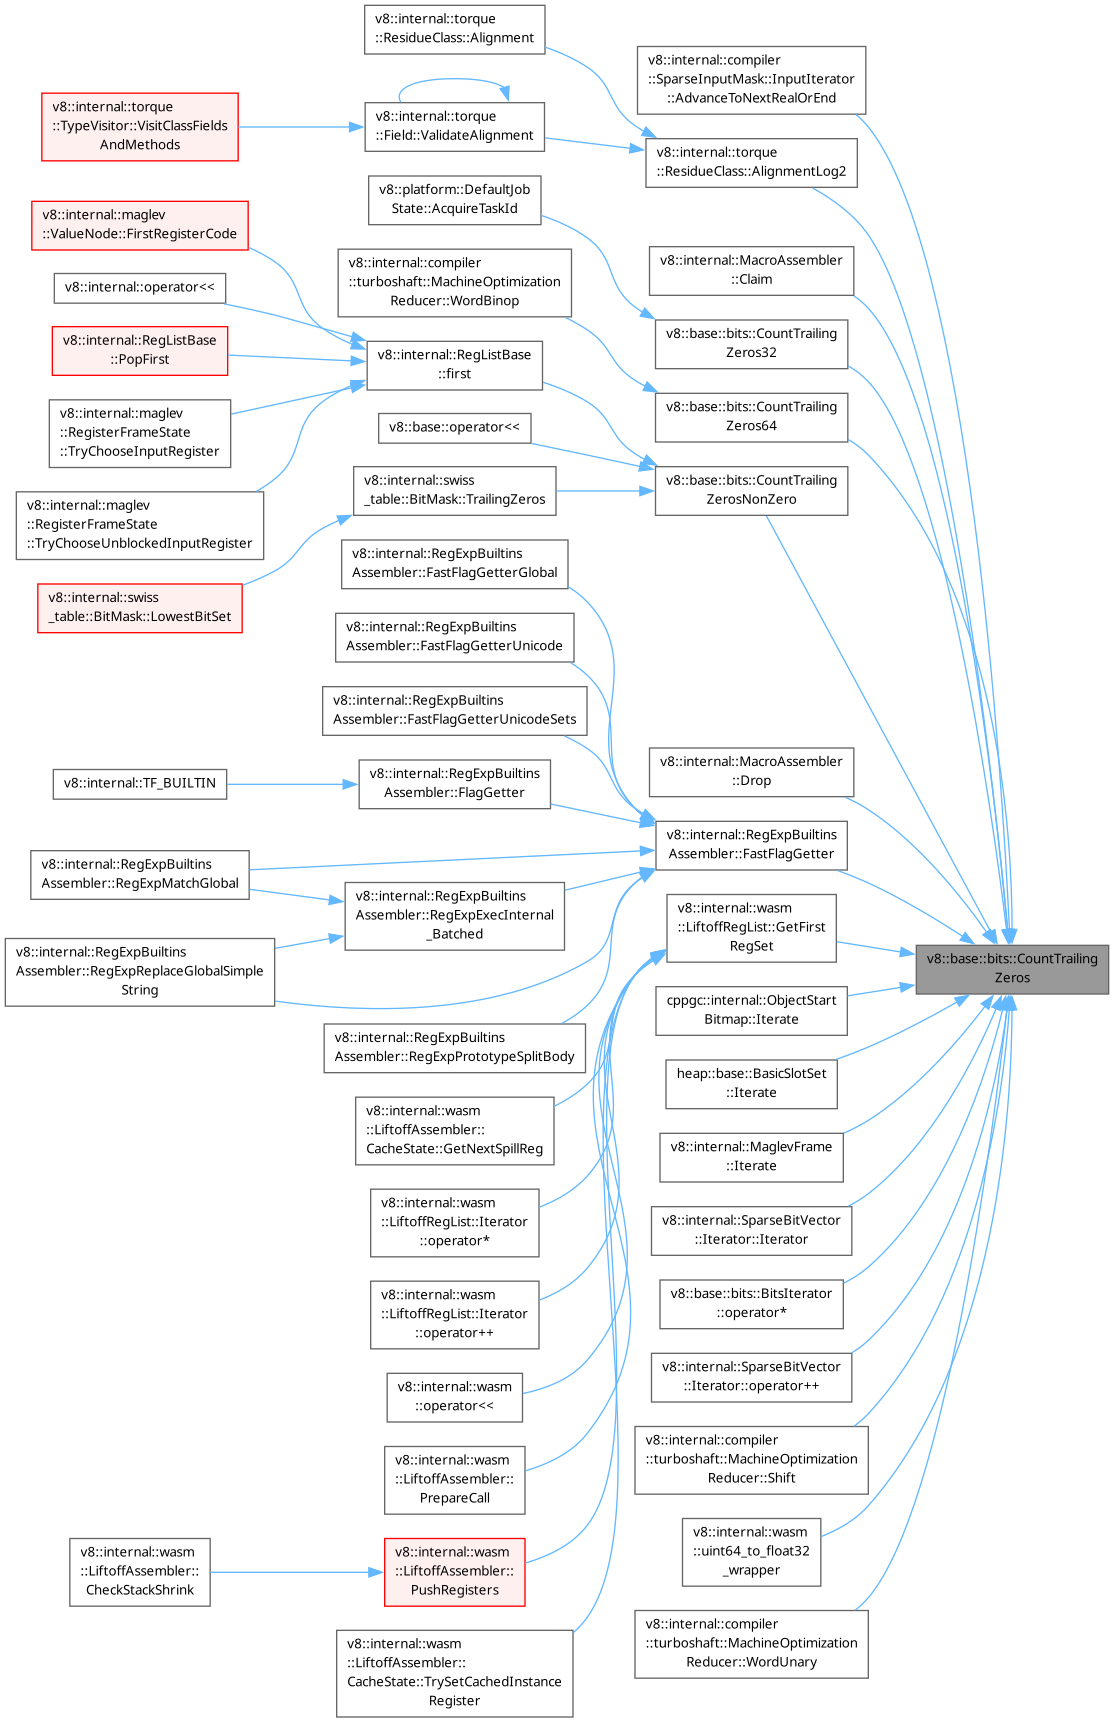 v8::internal::torque
::ResidueClass::Alignment
v8::internal::compiler
::SparseInputMask::InputIterator
::AdvanceToNextRealOrEnd
v8::internal::torque
::TypeVisitor::VisitClassFields
AndMethods
v8::internal::torque
::Field::ValidateAlignment
v8::internal::torque
::ResidueClass::AlignmentLog2
v8::platform::DefaultJob
State::AcquireTaskId
v8::internal::maglev
::ValueNode::FirstRegisterCode
v8::internal::compiler
::turboshaft::MachineOptimization
Reducer::WordBinop
v8::internal::MacroAssembler
::Claim
v8::internal::operator<<
v8::internal::RegListBase
::PopFirst
v8::internal::RegListBase
::first
v8::base::bits::CountTrailing
Zeros32
v8::internal::maglev
::RegisterFrameState
::TryChooseInputRegister
v8::base::operator<<
v8::base::bits::CountTrailing
Zeros64
v8::internal::maglev
::RegisterFrameState
::TryChooseUnblockedInputRegister
v8::internal::swiss
_table::BitMask::TrailingZeros
v8::base::bits::CountTrailing
ZerosNonZero
v8::internal::swiss
_table::BitMask::LowestBitSet
v8::internal::RegExpBuiltins
Assembler::FastFlagGetterGlobal
v8::internal::RegExpBuiltins
Assembler::FastFlagGetterUnicode
v8::internal::RegExpBuiltins
Assembler::FastFlagGetterUnicodeSets
v8::internal::TF_BUILTIN
v8::internal::RegExpBuiltins
Assembler::FlagGetter
v8::internal::MacroAssembler
::Drop
v8::internal::RegExpBuiltins
Assembler::FastFlagGetter
v8::internal::RegExpBuiltins
Assembler::RegExpMatchGlobal
v8::internal::RegExpBuiltins
Assembler::RegExpExecInternal
_Batched
v8::internal::wasm
::LiftoffRegList::GetFirst
RegSet
v8::internal::RegExpBuiltins
Assembler::RegExpReplaceGlobalSimple
String
v8::base::bits::CountTrailing
Zeros
cppgc::internal::ObjectStart
Bitmap::Iterate
v8::internal::RegExpBuiltins
Assembler::RegExpPrototypeSplitBody
heap::base::BasicSlotSet
::Iterate
v8::internal::wasm
::LiftoffAssembler::
CacheState::GetNextSpillReg
v8::internal::MaglevFrame
::Iterate
v8::internal::wasm
::LiftoffRegList::Iterator
::operator*
v8::internal::SparseBitVector
::Iterator::Iterator
v8::internal::wasm
::LiftoffRegList::Iterator
::operator++
v8::base::bits::BitsIterator
::operator*
v8::internal::wasm
::operator<<
v8::internal::SparseBitVector
::Iterator::operator++
v8::internal::wasm
::LiftoffAssembler::
PrepareCall
v8::internal::compiler
::turboshaft::MachineOptimization
Reducer::Shift
v8::internal::wasm
::LiftoffAssembler::
CheckStackShrink
v8::internal::wasm
::LiftoffAssembler::
PushRegisters
v8::internal::wasm
::uint64_to_float32
_wrapper
v8::internal::wasm
::LiftoffAssembler::
CacheState::TrySetCachedInstance
Register
v8::internal::compiler
::turboshaft::MachineOptimization
Reducer::WordUnary